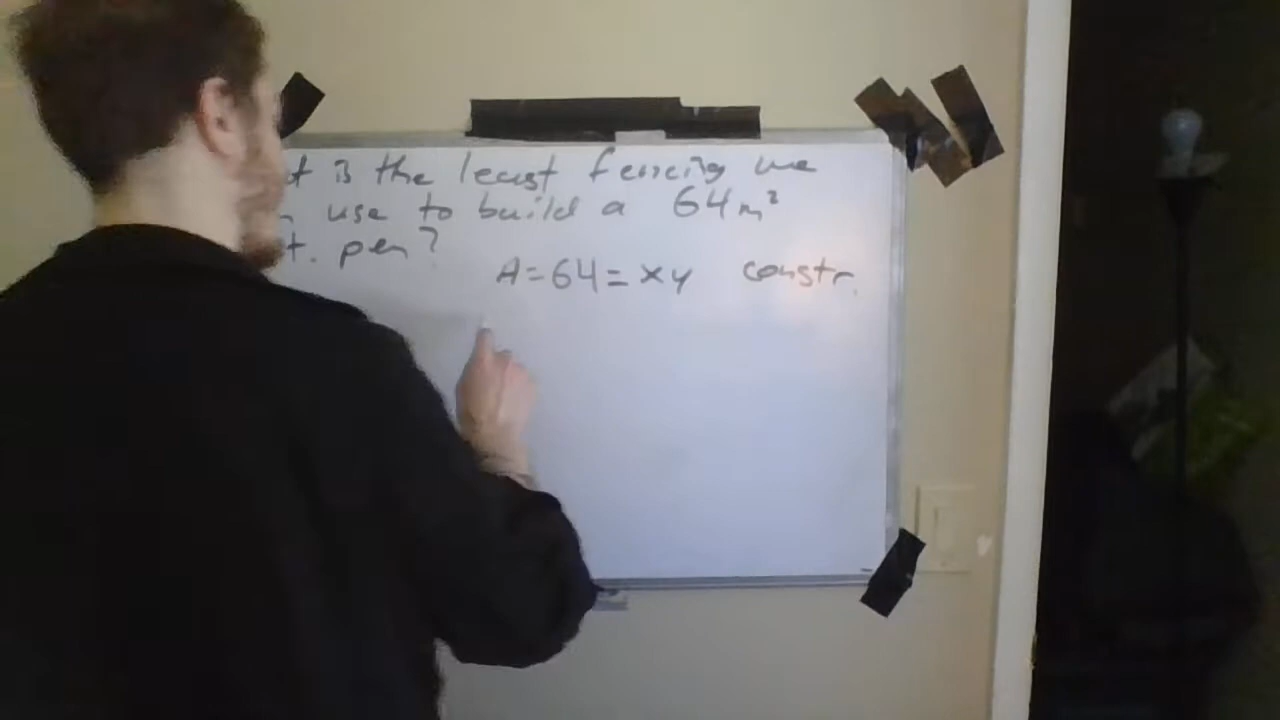 t is the least fencing we
n use to build a 64m²
t. pen?
A=64=xy constr.